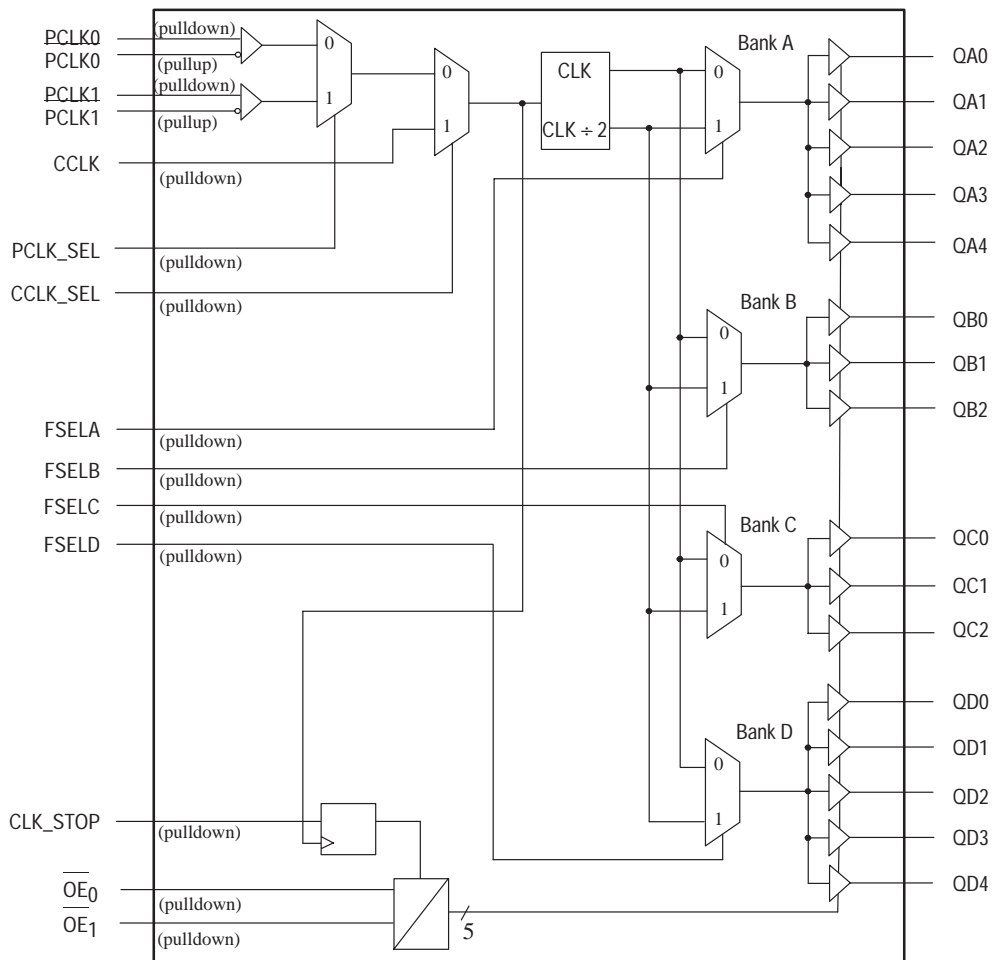 PCLK0
(pulldown)
PCLK0
(pullup)
PCLK1
(pulldown)
PCLK1
(pullup)
CCLK
(pulldown)
PCLK_SEL
(pulldown)
CCLK_SEL
(pulldown)
0
1
0
1
CLK
CLK ÷ 2
Bank A
0
1
QA0
QA1
QA2
QA3
QA4
Bank B
0
1
QB0
QB1
QB2
FSELA
(pulldown)
FSELB
(pulldown)
FSELC
(pulldown)
FSELD
(pulldown)
Bank C
0
1
QC0
QC1
QC2
Bank D
0
1
QD0
QD1
QD2
QD3
QD4
CLK_STOP
(pulldown)
OE0
(pulldown)
OE1
(pulldown)
5